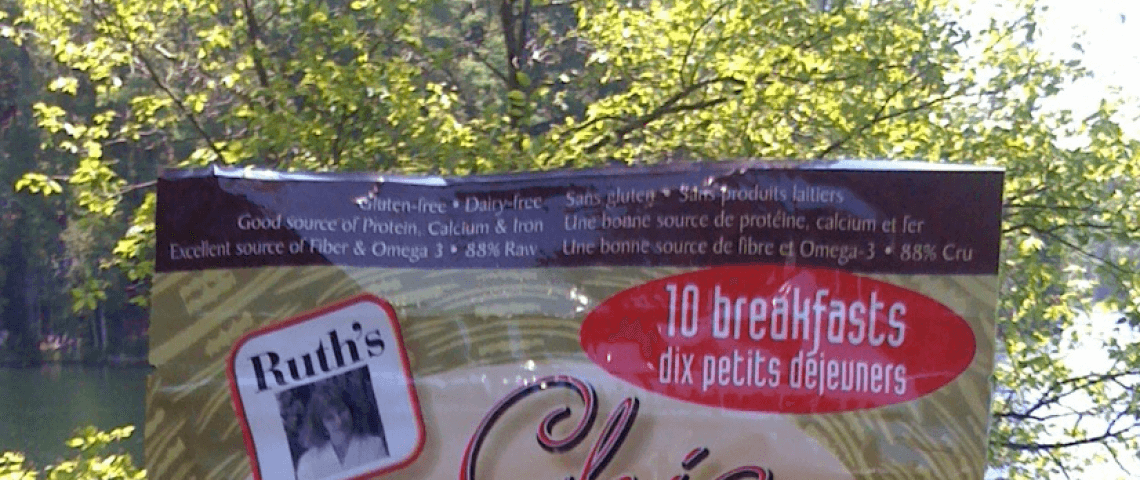 Gluten-free • Dairy-free
Good source of Protein, Calcium & Iron
Excellent source of Fiber & Omega 3 • 88% Raw
Sans gluten • Sans produits laitiers
Une bonne source de protéine, calcium et fer
Une bonne source de fibre et Omega-3 • 88% Cru
10 breakfasts
dix petits déjeuners
Ruth's